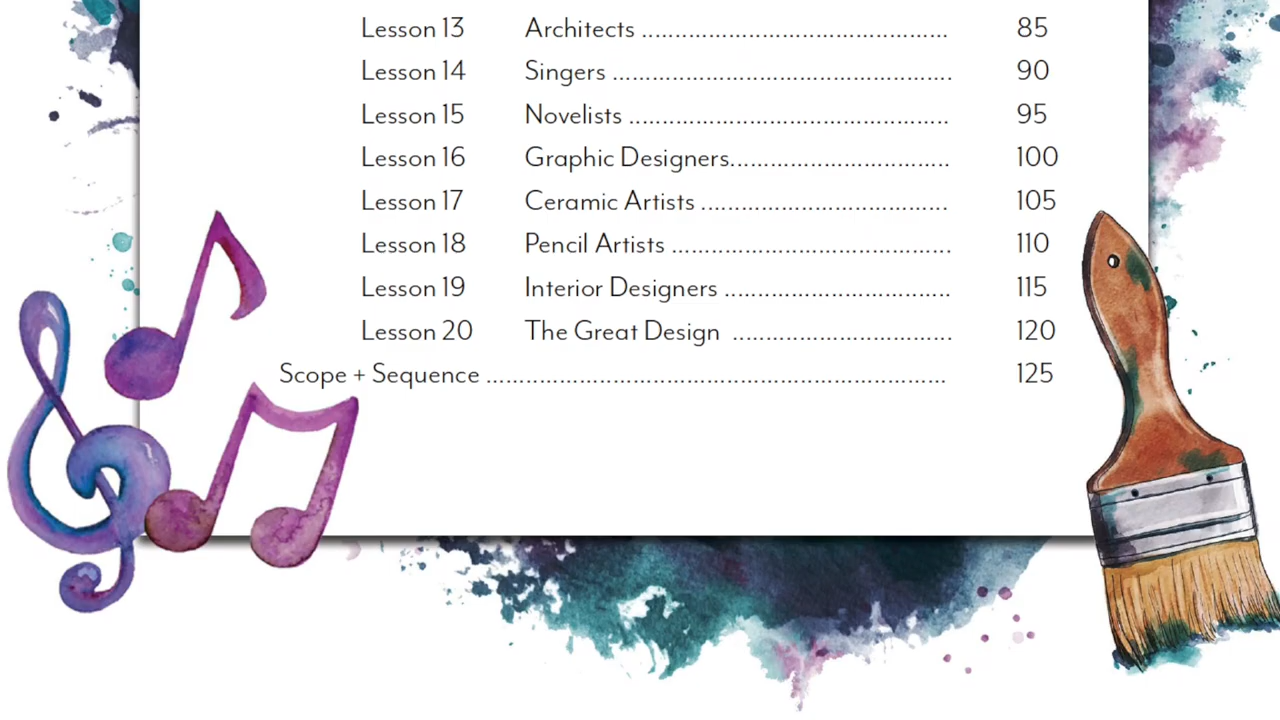 Lesson 13 Architects .............................................. 85
Lesson 14 Singers ................................................... 90
Lesson 15 Novelists ................................................ 95
Lesson 16 Graphic Designers................................. 100
Lesson 17 Ceramic Artists ..................................... 105
Lesson 18 Pencil Artists .......................................... 110
Lesson 19 Interior Designers .................................. 115
Lesson 20 The Great Design ................................. 120
Scope + Sequence ..................................................................... 125